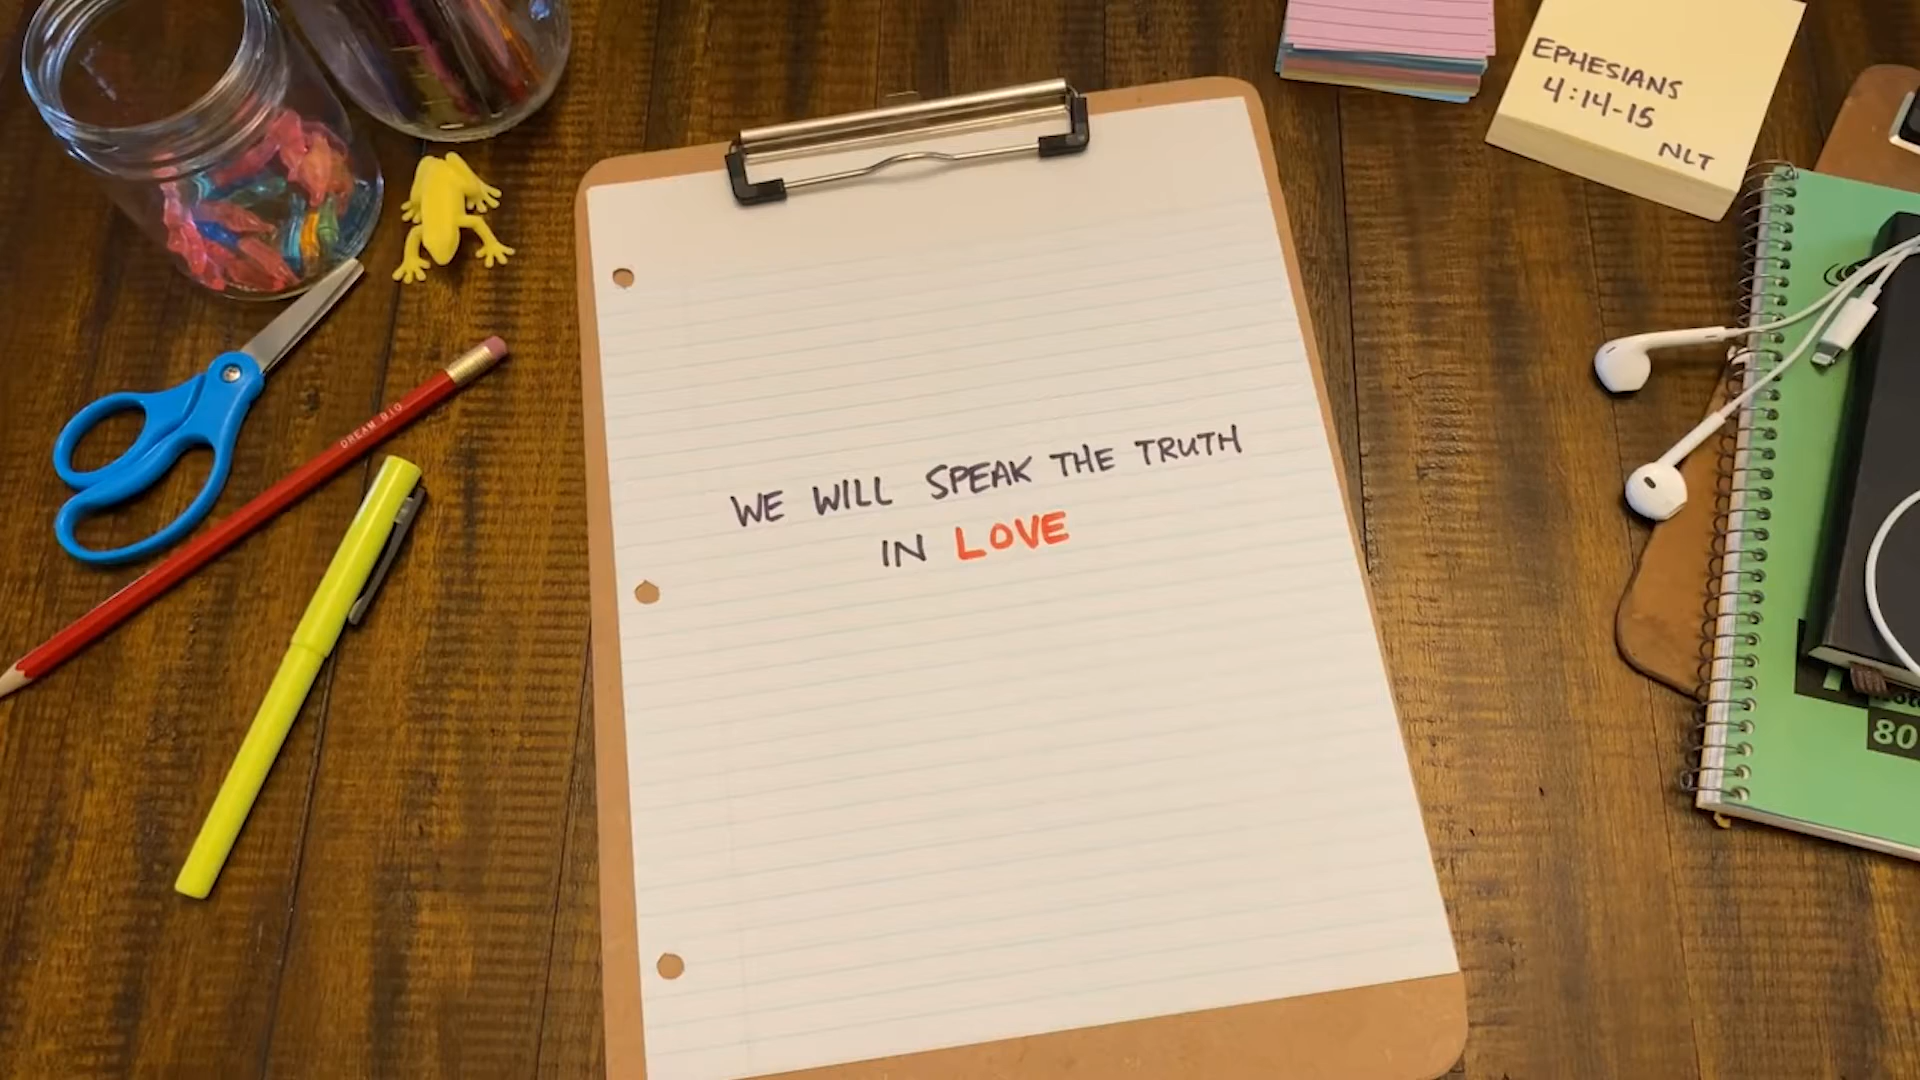 EPHESIANS
4:14-15
NLT
DREAM BIG
WE WILL SPEAK THE TRUTH
IN LOVE
80